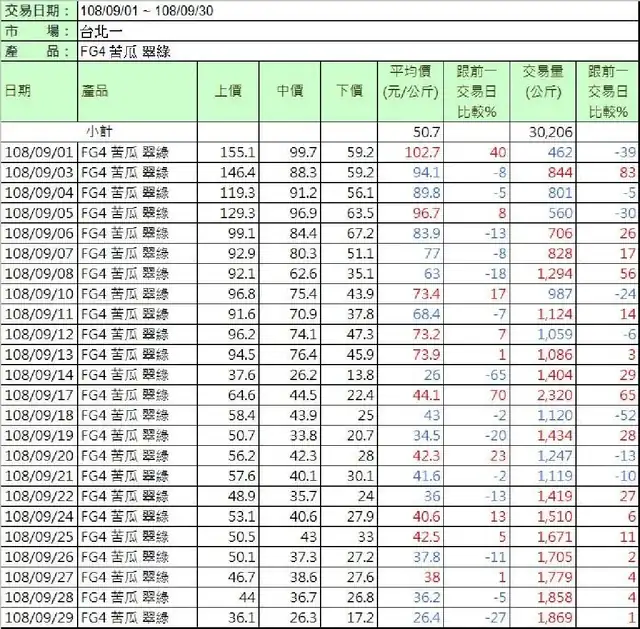 交易日期： 108/09/01 ~ 108/09/30
市 場： 台北一
產 品： FG4 苦瓜 翠綠
日期 產品 上價 中價 下價 平均價(元/公斤) 跟前一交易日比較% 交易量(公斤) 跟前一交易日比較%
小計 50.7 30,206
108/09/01 FG4 苦瓜 翠綠 155.1 99.7 59.2 102.7 40 462 -39
108/09/03 FG4 苦瓜 翠綠 146.4 88.3 59.2 94.1 -8 844 83
108/09/04 FG4 苦瓜 翠綠 119.3 91.2 56.1 89.8 -5 801 -5
108/09/05 FG4 苦瓜 翠綠 129.3 96.9 63.5 96.7 8 560 -30
108/09/06 FG4 苦瓜 翠綠 99.1 84.4 67.2 83.9 -13 706 26
108/09/07 FG4 苦瓜 翠綠 92.9 80.3 51.1 77 -8 828 17
108/09/08 FG4 苦瓜 翠綠 92.1 62.6 35.1 63 -18 1,294 56
108/09/10 FG4 苦瓜 翠綠 96.8 75.4 43.9 73.4 17 987 -24
108/09/11 FG4 苦瓜 翠綠 91.6 70.9 37.8 68.4 -7 1,124 14
108/09/12 FG4 苦瓜 翠綠 96.2 74.1 47.3 73.2 7 1,059 -6
108/09/13 FG4 苦瓜 翠綠 94.5 76.4 45.9 73.9 1 1,086 3
108/09/14 FG4 苦瓜 翠綠 37.6 26.2 13.8 26 -65 1,404 29
108/09/17 FG4 苦瓜 翠綠 64.6 44.5 22.4 44.1 70 2,320 65
108/09/18 FG4 苦瓜 翠綠 58.4 43.9 25 43 -2 1,120 -52
108/09/19 FG4 苦瓜 翠綠 50.7 33.8 20.7 34.5 -20 1,434 28
108/09/20 FG4 苦瓜 翠綠 56.2 42.3 28 42.3 23 1,247 -13
108/09/21 FG4 苦瓜 翠綠 57.6 40.1 30.1 41.6 -2 1,119 -10
108/09/22 FG4 苦瓜 翠綠 48.9 35.7 24 36 -13 1,419 27
108/09/24 FG4 苦瓜 翠綠 53.1 40.6 27.9 40.6 13 1,510 6
108/09/25 FG4 苦瓜 翠綠 50.5 43 33 42.5 5 1,671 11
108/09/26 FG4 苦瓜 翠綠 50.1 37.3 27.2 37.8 -11 1,705 2
108/09/27 FG4 苦瓜 翠綠 46.7 38.6 27.6 38 1 1,779 4
108/09/28 FG4 苦瓜 翠綠 44 36.7 26.8 36.2 -5 1,858 4
108/09/29 FG4 苦瓜 翠綠 36.1 26.3 17.2 26.4 -27 1,869 1